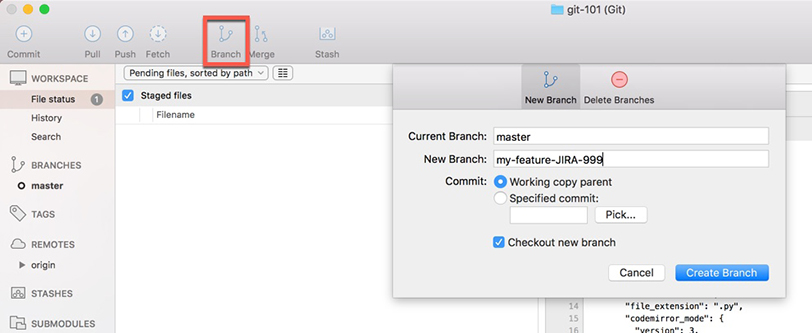 git-101 (Git)
Commit Pull Push Fetch Branch Merge Stash
WORKSPACE
File status 1
History
Search
BRANCHES
master
TAGS
REMOTES
origin
STASHES
SUBMODULES
Pending files, sorted by path
Staged files
Filename
New Branch Delete Branches
Current Branch: master
New Branch: my-feature-JIRA-999
Commit: Working copy parent
Specified commit:
Pick...
Checkout new branch
Cancel Create Branch
14 "file_extension": ".py",
15 "codemirror_mode": {
16 "version": 3,